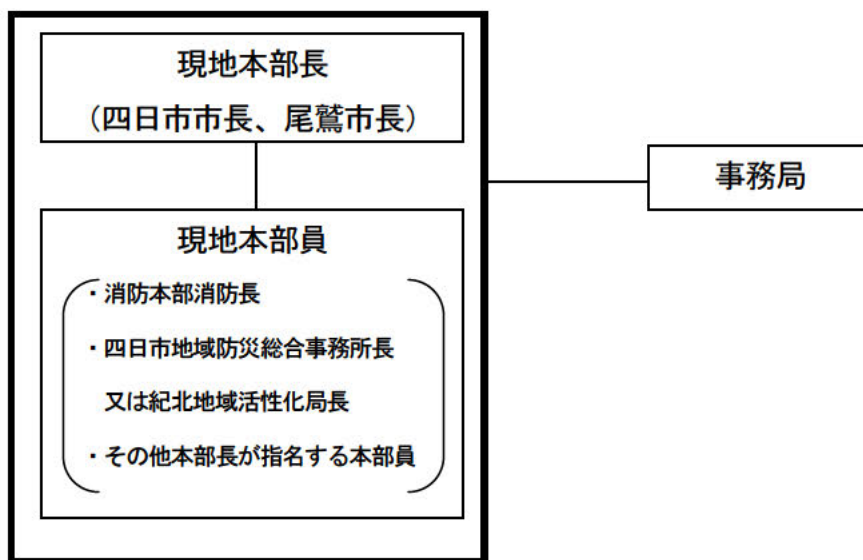 現地本部長
（四日市市長、尾鷲市長）
事務局
現地本部員
・消防本部消防長
・四日市地域防災総合事務所長
又は紀北地域活性化局長
・その他本部長が指名する本部員